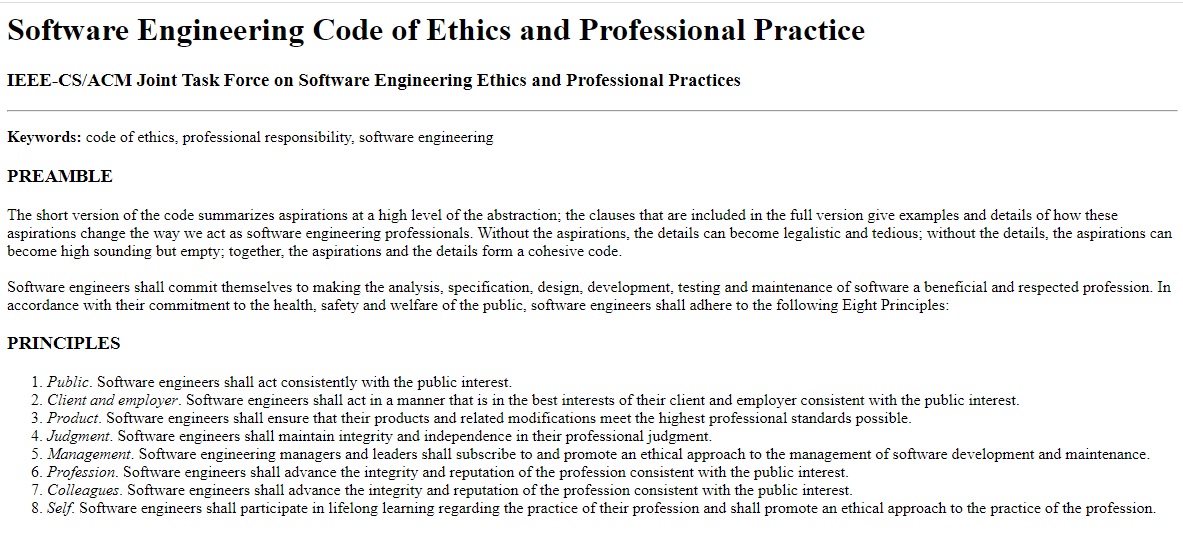 Software Engineering Code of Ethics and Professional Practice
IEEE-CS/ACM Joint Task Force on Software Engineering Ethics and Professional Practices
Keywords: code of ethics, professional responsibility, software engineering
PREAMBLE
The short version of the code summarizes aspirations at a high level of the abstraction; the clauses that are included in the full version give examples and details of how these
aspirations change the way we act as software engineering professionals. Without the aspirations, the details can become legalistic and tedious; without the details, the aspirations can
become high sounding but empty; together, the aspirations and the details form a cohesive code.
Software engineers shall commit themselves to making the analysis, specification, design, development, testing and maintenance of software a beneficial and respected profession. In
accordance with their commitment to the health, safety and welfare of the public, software engineers shall adhere to the following Eight Principles:
PRINCIPLES
1. Public. Software engineers shall act consistently with the public interest.
2. Client and employer. Software engineers shall act in a manner that is in the best interests of their client and employer consistent with the public interest.
3. Product. Software engineers shall ensure that their products and related modifications meet the highest professional standards possible.
4. Judgment. Software engineers shall maintain integrity and independence in their professional judgment.
5. Management. Software engineering managers and leaders shall subscribe to and promote an ethical approach to the management of software development and maintenance.
6. Profession. Software engineers shall advance the integrity and reputation of the profession consistent with the public interest.
7. Colleagues. Software engineers shall advance the integrity and reputation of the profession consistent with the public interest.
8. Self. Software engineers shall participate in lifelong learning regarding the practice of their profession and shall promote an ethical approach to the practice of the profession.